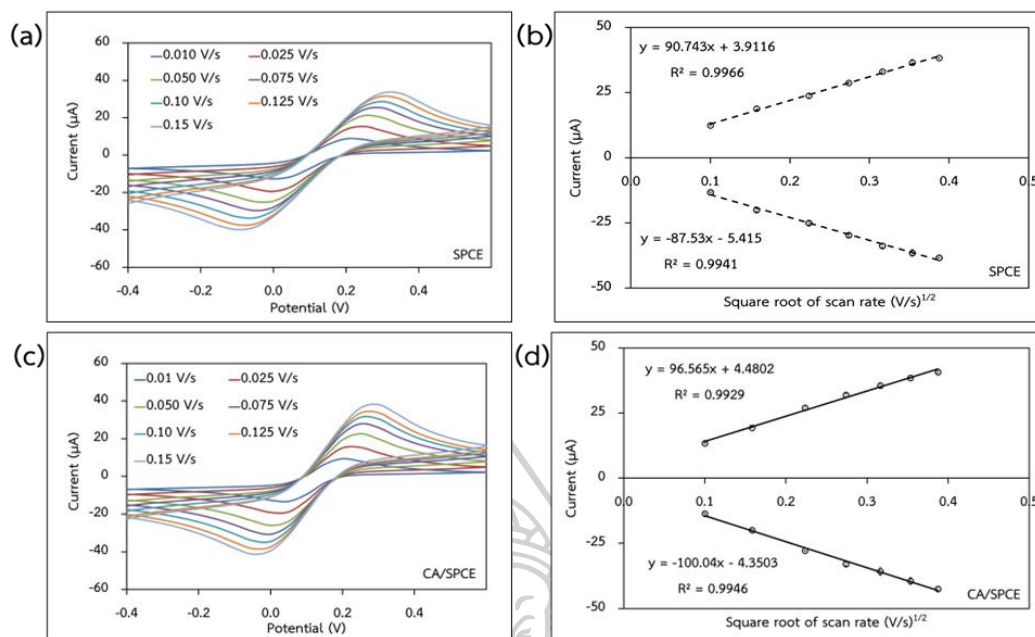 (a)
60
40
20
0
-20
-40
-60
Current (μA)
0.010 V/s 0.025 V/s
0.050 V/s 0.075 V/s
0.10 V/s 0.125 V/s
0.15 V/s
SPCE
-0.4 -0.2 0.0 0.2 0.4
Potential (V)
(b)
50
25
0
-25
-50
Current (μA)
y = 90.743x + 3.9116
R² = 0.9966
0.0 0.1 0.2 0.3 0.4 0.5
y = -87.53x - 5.415
R² = 0.9941
SPCE
Square root of scan rate (V/s)1/2
(c)
60
40
20
0
-20
-40
-60
Current (μA)
0.01 V/s 0.025 V/s
0.050 V/s 0.075 V/s
0.10 V/s 0.125 V/s
0.15 V/s
CA/SPCE
-0.4 -0.2 0.0 0.2 0.4
Potential (V)
(d)
50
25
0
-25
-50
Current (μA)
y = 96.565x + 4.4802
R² = 0.9929
0.0 0.1 0.2 0.3 0.4 0.5
y = -100.04x - 4.3503
R² = 0.9946
CA/SPCE
Square root of scan rate (V/s)1/2